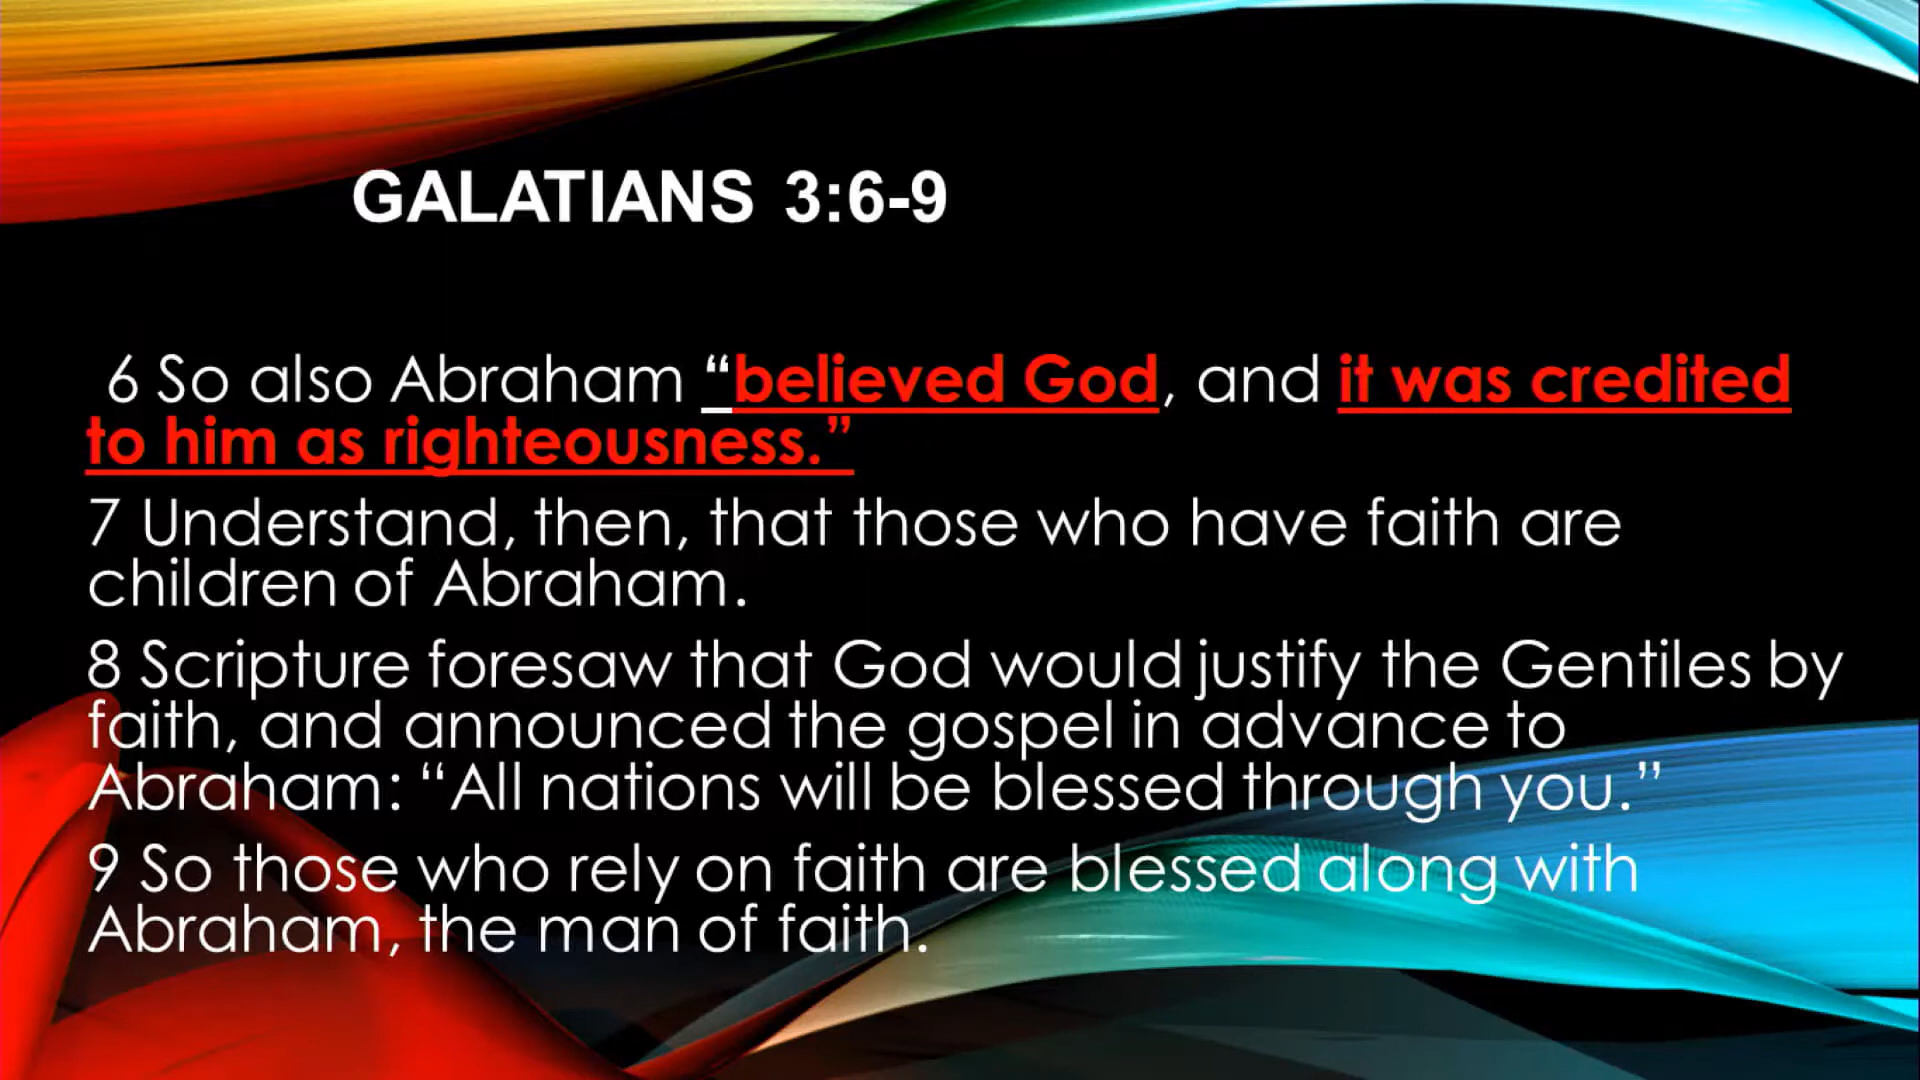 GALATIANS 3:6-9
6 So also Abraham “believed God, and it was credited
to him as righteousness.”
7 Understand, then, that those who have faith are
children of Abraham.
8 Scripture foresaw that God would justify the Gentiles by
faith, and announced the gospel in advance to
Abraham: “All nations will be blessed through you.”
9 So those who rely on faith are blessed along with
Abraham, the man of faith.